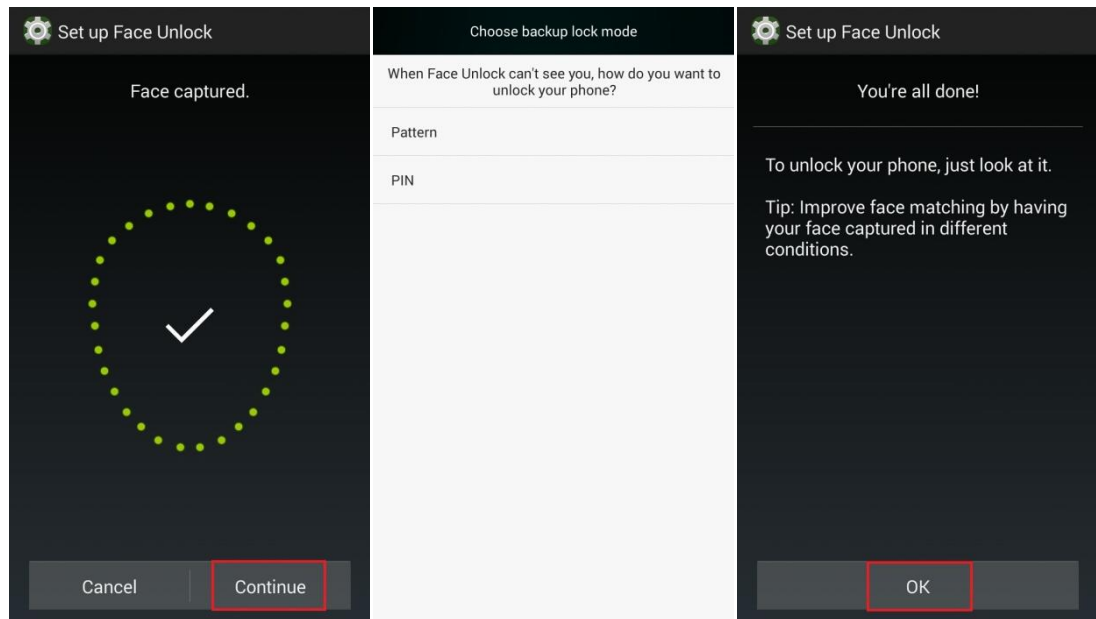 Set up Face Unlock
Face captured.
Cancel
Continue
Choose backup lock mode
When Face Unlock can't see you, how do you want to
unlock your phone?
Pattern
PIN
Set up Face Unlock
You're all done!
To unlock your phone, just look at it.
Tip: Improve face matching by having
your face captured in different
conditions.
OK